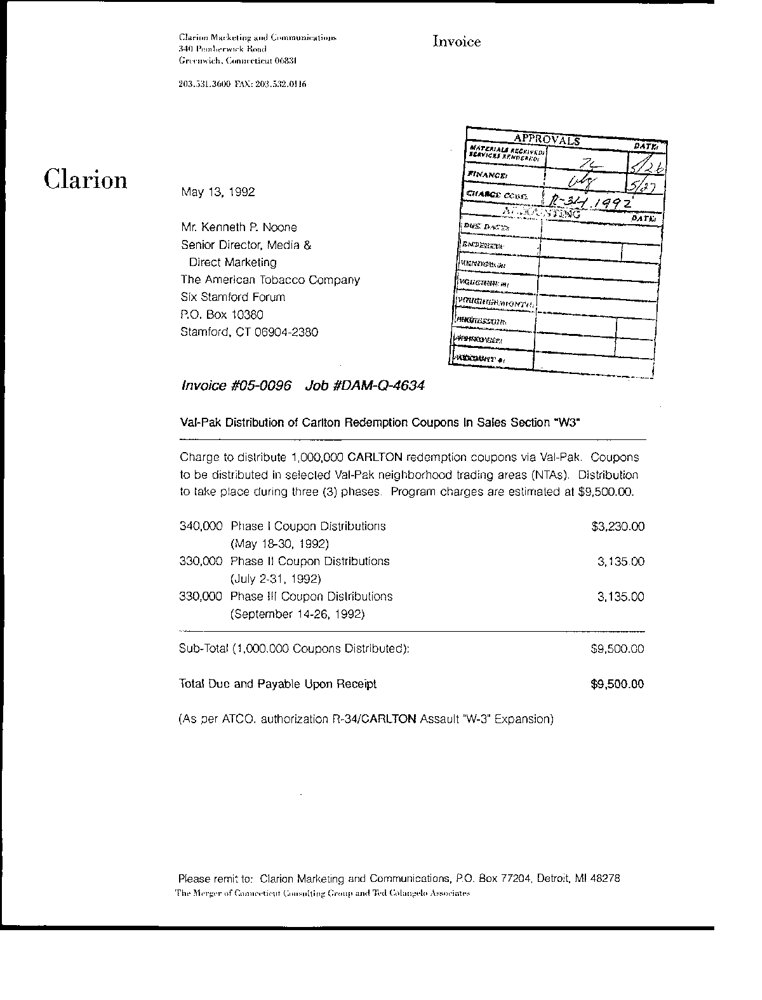 Clarion Marketing and Communications
340 Pemberwick Road
Greenwich, Connecticut 06831
203.531.3600 FAX: 203.532.0116
Invoice
Clarion
APPROVALS
DATE:
MATERIALS RECEIVED/
SERVICES RENDERED:
5/26
FINANCE:
5/27
CHARGE CODE:
R-34, 1992
ACCOUNTING
DATE:
DUE DATE:
ENTERED:
VENDOR #:
VOUCHER #:
VOUCHER MONTH:
May 13, 1992
Mr. Kenneth P. Noone
Senior Director, Media &
Direct Marketing
The American Tobacco Company
Six Stamford Forum
P.O. Box 10380
Stamford, CT 06904-2380
Invoice #05-0096 Job #DAM-Q-4634
Val-Pak Distribution of Carlton Redemption Coupons In Sales Section "W3"
Charge to distribute 1,000,000 CARLTON redemption coupons via Val-Pak. Coupons
to be distributed in selected Val-Pak neighborhood trading areas (NTAs). Distribution
to take place during three (3) phases. Program charges are estimated at $9,500.00.
340,000 Phase I Coupon Distributions $3,230.00
(May 18-30, 1992)
330,000 Phase II Coupon Distributions 3,135.00
(July 2-31, 1992)
330,000 Phase III Coupon Distributions 3,135.00
(September 14-26, 1992)
Sub-Total (1,000.000 Coupons Distributed): $9,500.00
Total Due and Payable Upon Receipt $9,500.00
(As per ATCO. authorization R-34/CARLTON Assault "W-3" Expansion)
Please remit to: Clarion Marketing and Communications, P.O. Box 77204, Detroit, MI 48278
The Merger of Connecticut Consulting Group and Ted Colangelo Associates